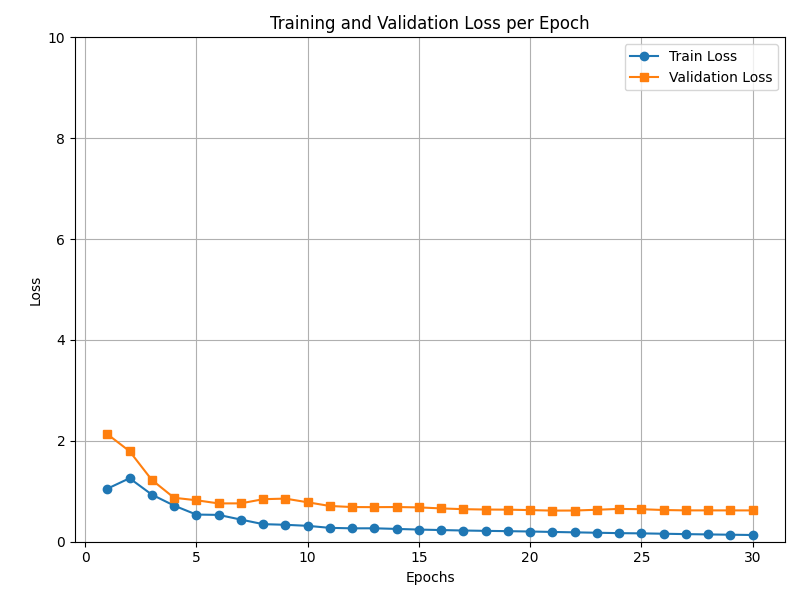 Training and Validation Loss per Epoch
Train Loss
Validation Loss
Loss
10
8
6
4
2
0
0 5 10 15 20 25 30
Epochs